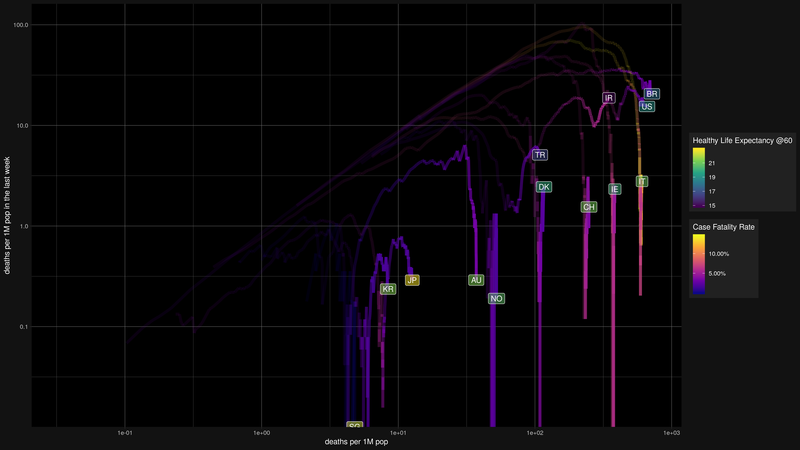 100.0
10.0
1.0
0.1
deaths per 1M pop in the last week
1e-01
1e+00
1e+01
1e+02
1e+03
deaths per 1M pop
BR
US
IR
TR
DK
IT
IE
CH
AU
NO
JP
KR
SG
Healthy Life Expectancy @60
21
19
17
15
Case Fatality Rate
10.00%
5.00%